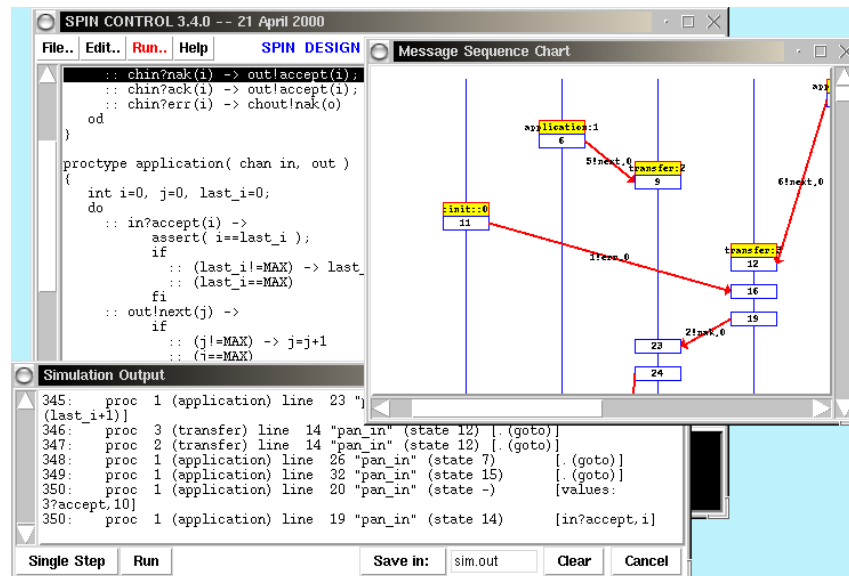 SPIN CONTROL 3.4.0 -- 21 April 2000
File.. Edit.. Run.. Help SPIN DESIGN
:: chin?nak(i) -> out!accept(i);
:: chin?ack(i) -> out!accept(i);
:: chin?err(i) -> chout!nak(o)
od
}
proctype application( chan in, out )
{
int i=0, j=0, last_i=0;
do
:: in?accept(i) ->
assert( i==last_i );
if
:: (last_i!=MAX) -> last_
:: (last_i==MAX)
fi
:: out!next(j) ->
if
:: (j!=MAX) -> j=j+1
:: (j==MAX)
Message Sequence Chart
app
application:1
6
5!next,0
transfer:2
9
6!next,0
:init::0
11
transfer:3
12
1!err,0
16
19
2!nak,0
23
24
Simulation Output
345: proc 1 (application) line 23 "
(last_i+1)]
346: proc 3 (transfer) line 14 "pan_in" (state 12) [.(goto)]
347: proc 2 (transfer) line 14 "pan_in" (state 12) [.(goto)]
348: proc 1 (application) line 26 "pan_in" (state 7) [.(goto)]
349: proc 1 (application) line 32 "pan_in" (state 15) [.(goto)]
350: proc 1 (application) line 20 "pan_in" (state -) [values:
3?accept,10]
350: proc 1 (application) line 19 "pan_in" (state 14) [in?accept,i]
Single Step Run Save in: sim.out Clear Cancel